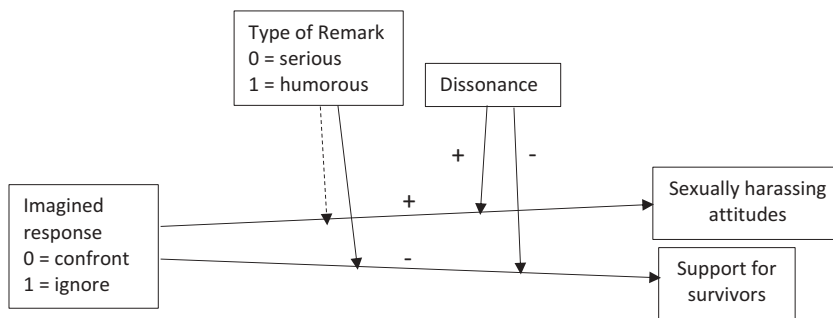 Type of Remark
0 = serious
1 = humorous
Dissonance
+
-
Imagined
response
0 = confront
1 = ignore
+
-
Sexually harassing
attitudes
Support for
survivors